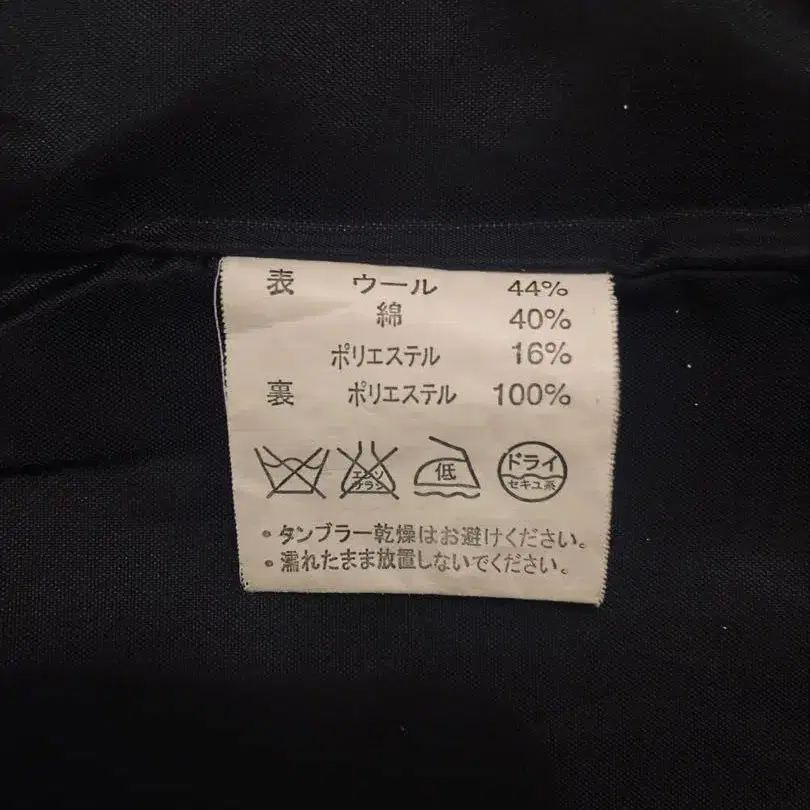 表 ウール 44%
綿 40%
ポリエステル 16%
裏 ポリエステル 100%
エンソサラシ 低 ドライ セキユ系
・タンブラー乾燥はお避けください。
・濡れたまま放置しないでください。